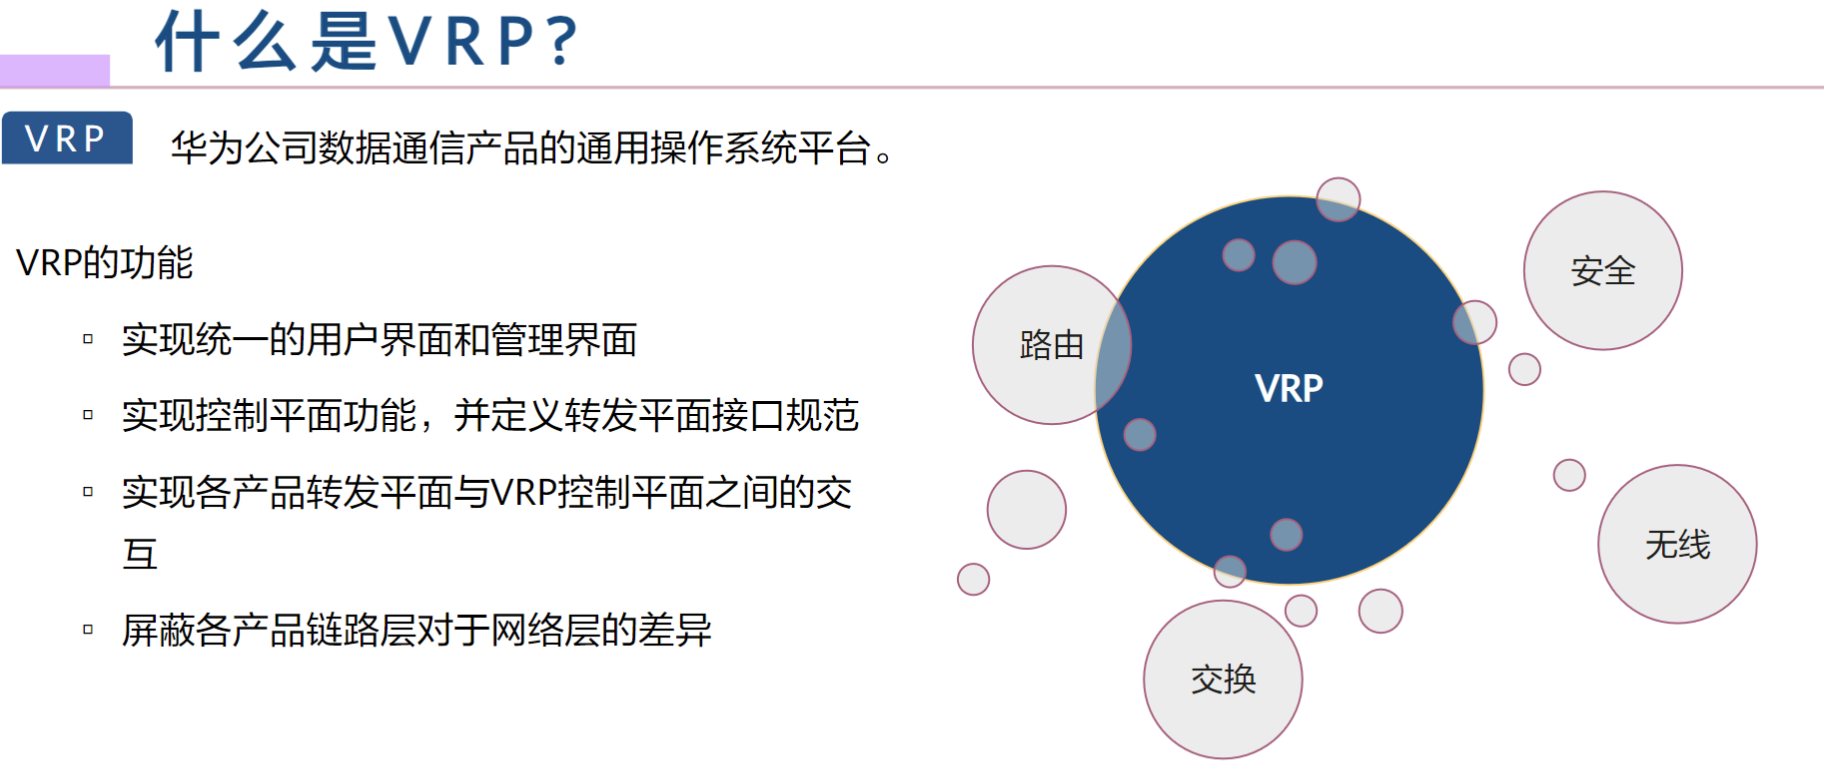 什么是VRP?
VRP
华为公司数据通信产品的通用操作系统平台。
VRP的功能
实现统一的用户界面和管理界面
实现控制平面功能，并定义转发平面接口规范
实现各产品转发平面与VRP控制平面之间的交
互
屏蔽各产品链路层对于网络层的差异
安全
路由
VRP
无线
交换